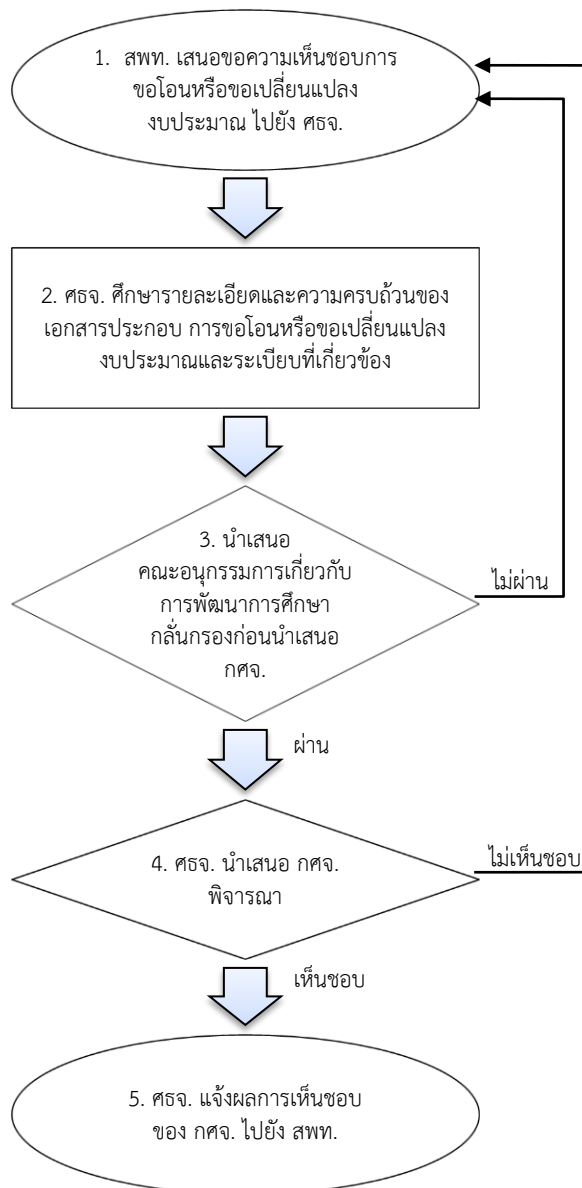 1. สพท. เสนอขอความเห็นชอบการ
ขอโอนหรือขอเปลี่ยนแปลง
งบประมาณ ไปยัง ศธจ.
2. ศธจ. ศึกษารายละเอียดและความครบถ้วนของ
เอกสารประกอบ การขอโอนหรือขอเปลี่ยนแปลง
งบประมาณและระเบียบที่เกี่ยวข้อง
3. นำเสนอ
คณะอนุกรรมการเกี่ยวกับ
การพัฒนาการศึกษา
กลั่นกรองก่อนนำเสนอ
กศจ.
ไม่ผ่าน
ผ่าน
4. ศธจ. นำเสนอ กศจ.
พิจารณา
ไม่เห็นชอบ
เห็นชอบ
5. ศธจ. แจ้งผลการเห็นชอบ
ของ กศจ. ไปยัง สพท.